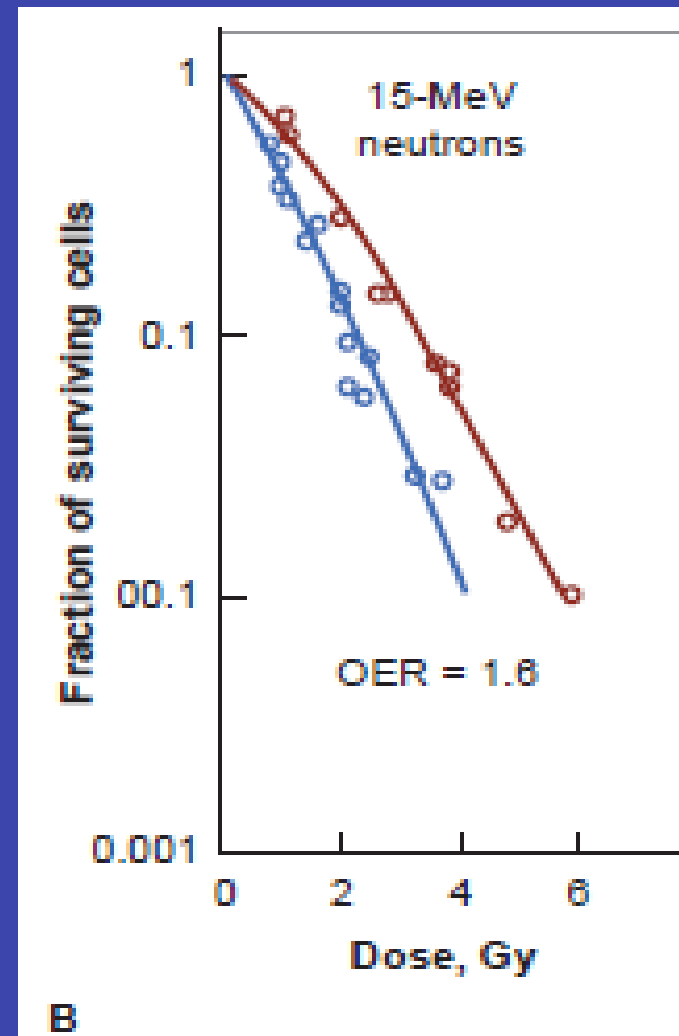 1
15-MeV
neutrons
0.1
00.1
OER = 1.6
0.001
0 2 4 6
Dose, Gy
Fraction of surviving cells
B